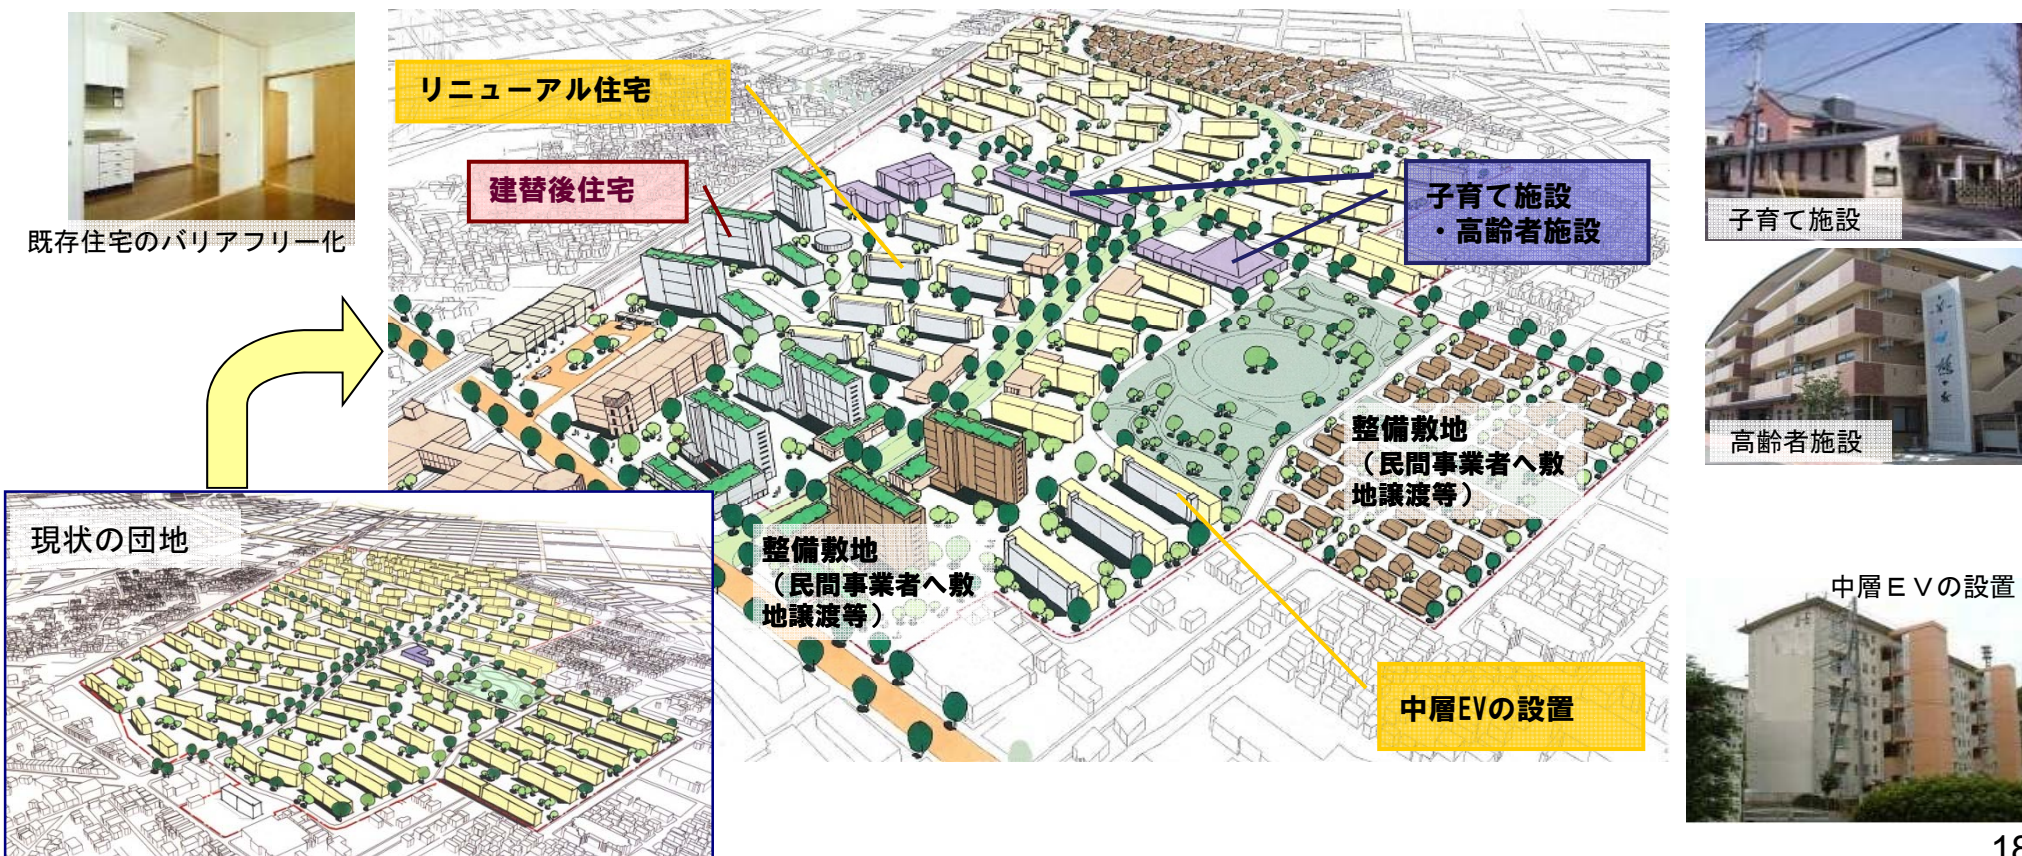 リニューアル住宅
建替後住宅
子育て施設
・高齢者施設
子育て施設
既存住宅のバリアフリー化
高齢者施設
整備敷地
（民間事業者へ敷
地譲渡等）
現状の団地
整備敷地
（民間事業者へ敷
地譲渡等）
中層ＥＶの設置
中層EVの設置
18